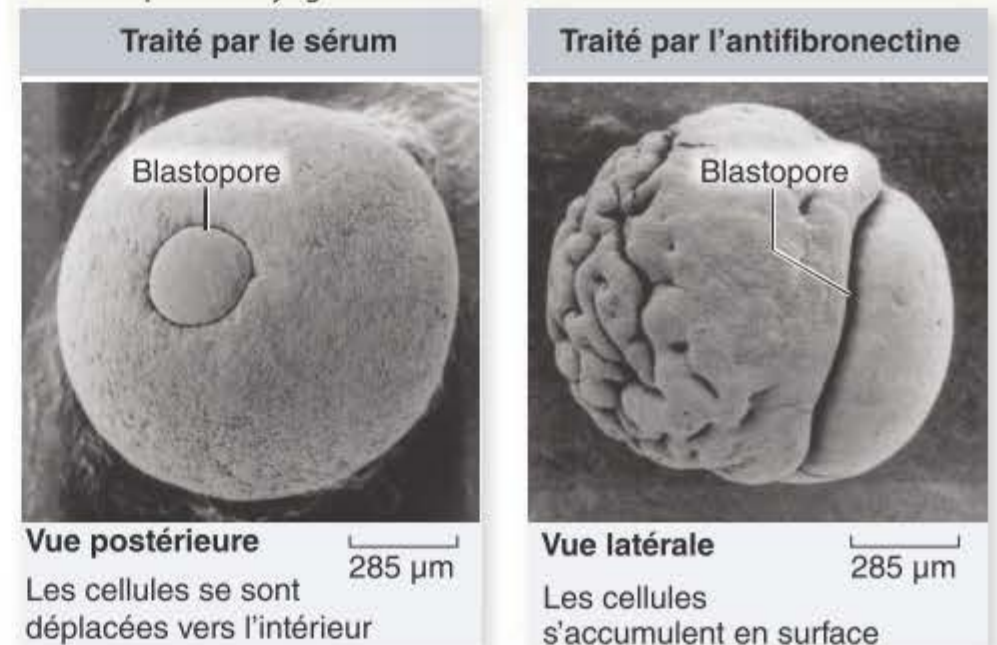 Traité par le sérum
Blastopore
Vue postérieure
285 µm
Les cellules se sont
déplacées vers l'intérieur
Traité par l'antifibronectine
Blastopore
Vue latérale
285 µm
Les cellules
s'accumulent en surface